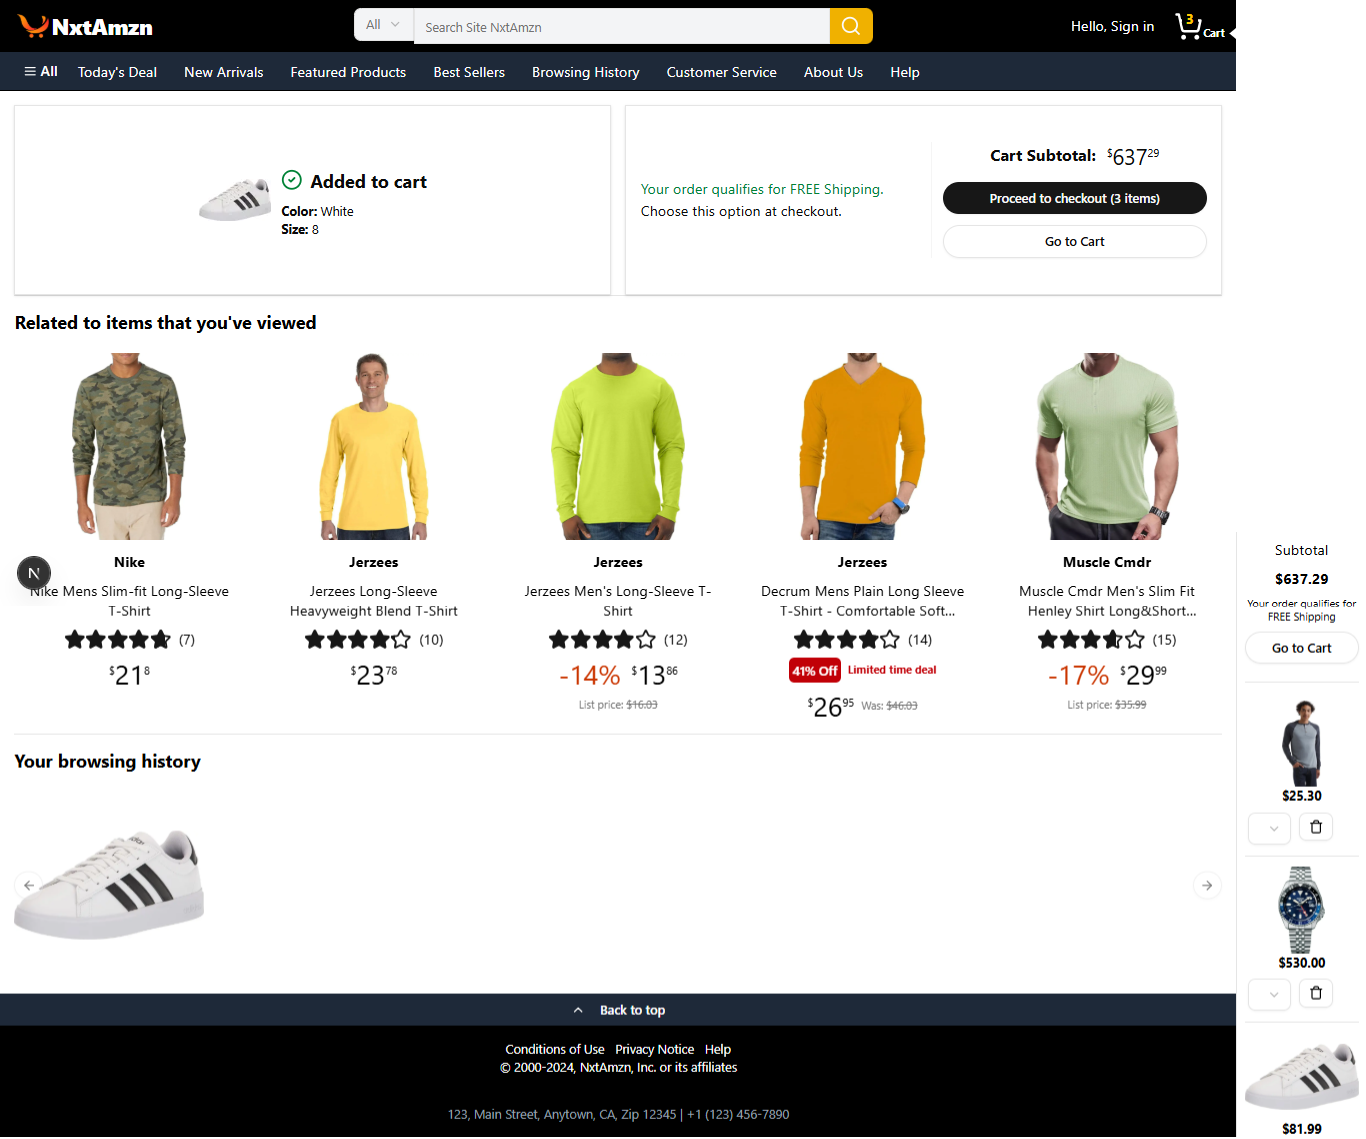 NxtAmzn
All
Search Site NxtAmzn
Hello, Sign in
3
Cart
All
Today's Deal
New Arrivals
Featured Products
Best Sellers
Browsing History
Customer Service
About Us
Help
Added to cart
Color: White
Size: 8
Your order qualifies for FREE Shipping.
Choose this option at checkout.
Cart Subtotal: $637 29
Proceed to checkout (3 items)
Go to Cart
Related to items that you've viewed
Nike
Nike Mens Slim-fit Long-Sleeve
T-Shirt
(7)
$21 8
Jerzees
Jerzees Long-Sleeve
Heavyweight Blend T-Shirt
(10)
$23 78
Jerzees
Jerzees Men's Long-Sleeve T-
Shirt
(12)
-14% $13 86
List price: $16.03
Jerzees
Decrum Mens Plain Long Sleeve
T-Shirt - Comfortable Soft...
(14)
41% Off Limited time deal
$26 95 Was: $46.03
Muscle Cmdr
Muscle Cmdr Men's Slim Fit
Henley Shirt Long&Short...
(15)
-17% $29 99
List price: $35.99
N
Your browsing history
Subtotal
$637.29
Your order qualifies for
FREE Shipping
Go to Cart
$25.30
$530.00
$81.99
Back to top
Conditions of Use Privacy Notice Help
© 2000-2024, NxtAmzn, Inc. or its affiliates
123, Main Street, Anytown, CA, Zip 12345 | +1 (123) 456-7890